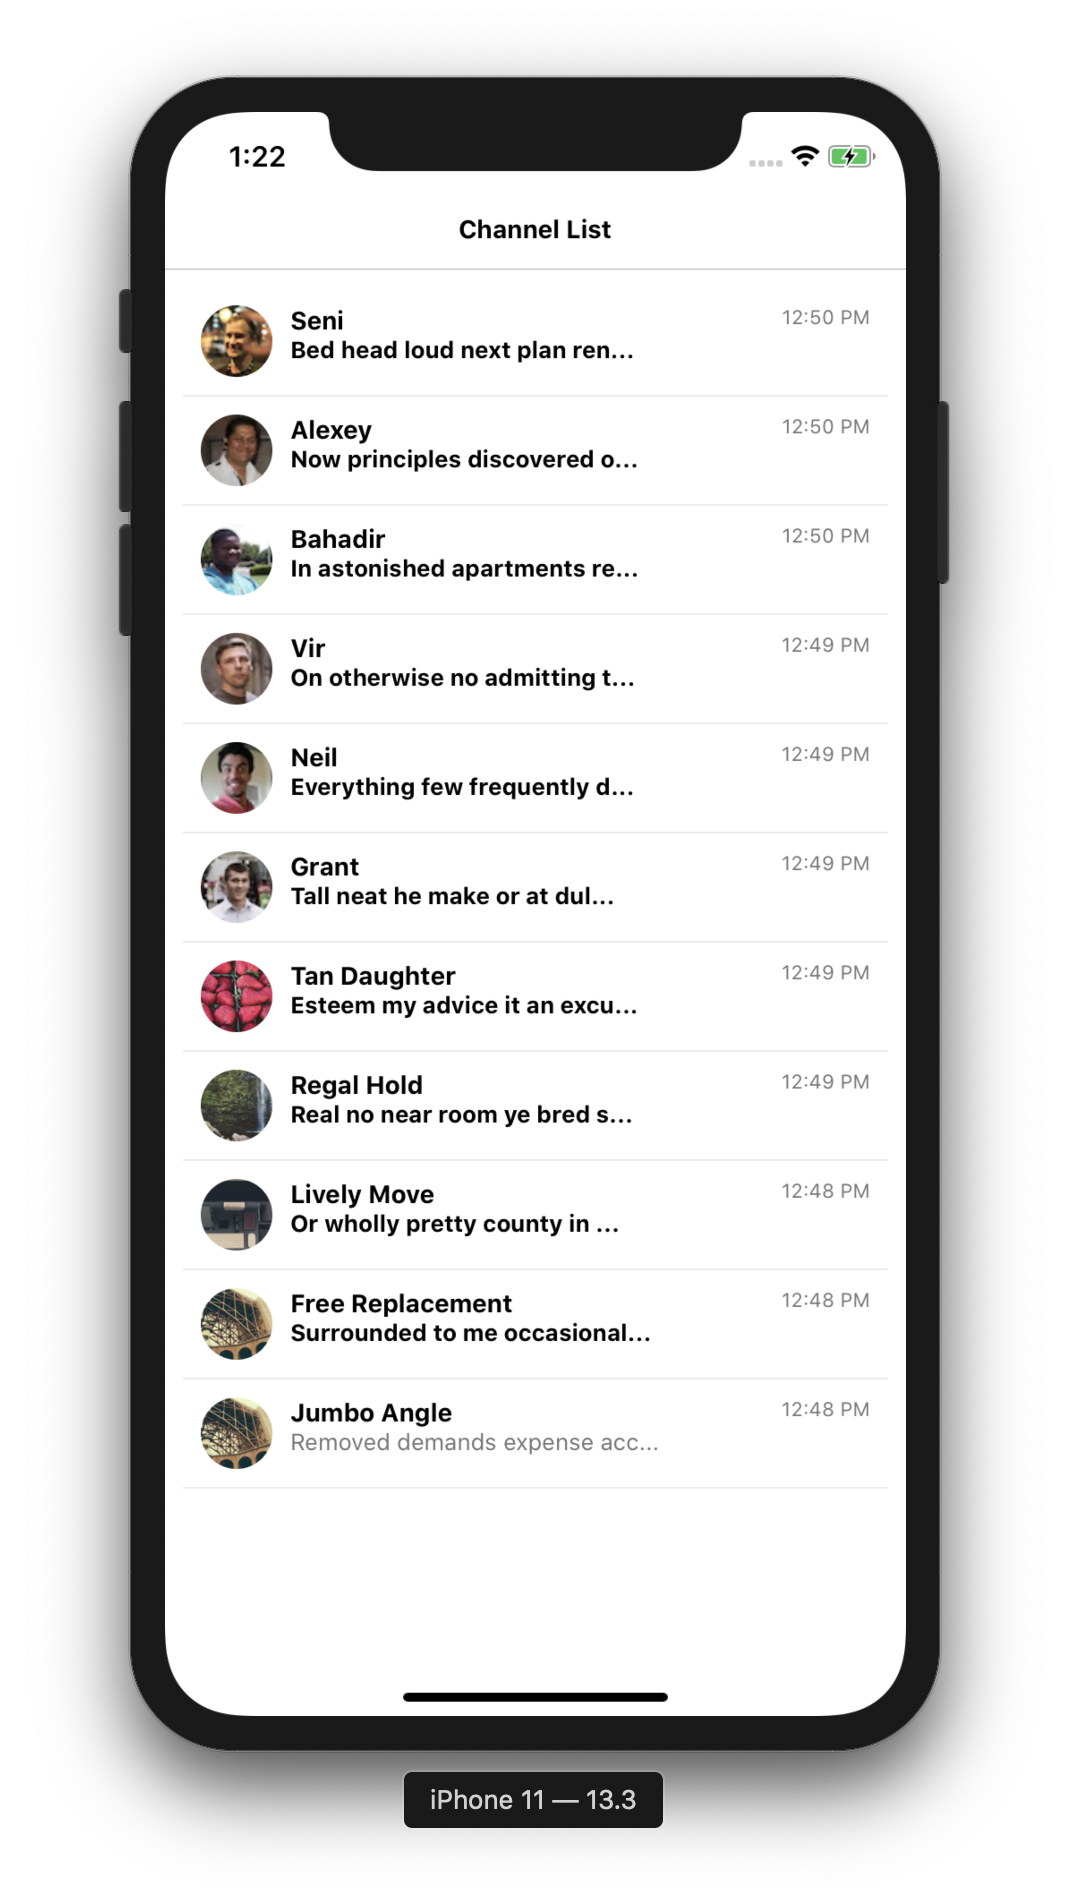 1:22
Channel List
Seni
12:50 PM
Bed head loud next plan ren...
Alexey
12:50 PM
Now principles discovered o...
Bahadir
12:50 PM
In astonished apartments re...
Vir
12:49 PM
On otherwise no admitting t...
Neil
12:49 PM
Everything few frequently d...
Grant
12:49 PM
Tall neat he make or at dul...
Tan Daughter
12:49 PM
Esteem my advice it an excu...
Regal Hold
12:49 PM
Real no near room ye bred s...
Lively Move
12:48 PM
Or wholly pretty county in ...
Free Replacement
12:48 PM
Surrounded to me occasional...
Jumbo Angle
12:48 PM
Removed demands expense acc...
iPhone 11 — 13.3